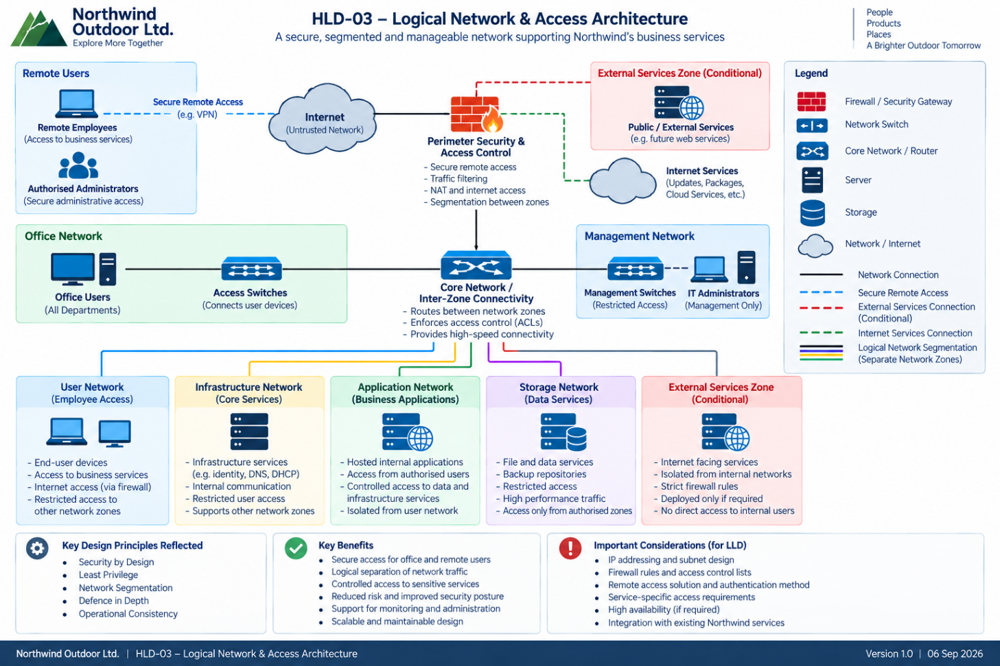 Northwind
Outdoor Ltd.
Explore More Together
HLD-03 – Logical Network & Access Architecture
A secure, segmented and manageable network supporting Northwind's business services
People
Products
Places
A Brighter Outdoor Tomorrow
Remote Users
Remote Employees
(Access to business services)
Authorised Administrators
(Secure administrative access)
Secure Remote Access
(e.g. VPN)
Internet
(Untrusted Network)
Perimeter Security &
Access Control
- Secure remote access
- Traffic filtering
- NAT and internet access
- Segmentation between zones
External Services Zone (Conditional)
Public / External Services
(e.g. future web services)
Internet Services
(Updates, Packages,
Cloud Services, etc.)
Legend
Firewall / Security Gateway
Network Switch
Core Network / Router
Server
Storage
Network / Internet
Network Connection
Secure Remote Access
External Services Connection
(Conditional)
Internet Services Connection
Logical Network Segmentation
(Separate Network Zones)
Office Network
Office Users
(All Departments)
Access Switches
(Connects user devices)
Core Network /
Inter-Zone Connectivity
- Routes between network zones
- Enforces access control (ACLs)
- Provides high-speed connectivity
Management Network
Management Switches
(Restricted Access)
IT Administrators
(Management Only)
User Network
(Employee Access)
- End-user devices
- Access to business services
- Internet access (via firewall)
- Restricted access to
other network zones
Infrastructure Network
(Core Services)
- Infrastructure services
(e.g. identity, DNS, DHCP)
- Internal communication
- Restricted user access
- Supports other network zones
Application Network
(Business Applications)
- Hosted internal applications
- Access from authorised users
- Controlled access to data and
infrastructure services
- Isolated from user network
Storage Network
(Data Services)
- File and data services
- Backup repositories
- Restricted access
- High performance traffic
- Access only from authorised zones
External Services Zone
(Conditional)
- Internet facing services
- Isolated from internal networks
- Strict firewall rules
- Deployed only if required
- No direct access to internal users
Key Design Principles Reflected
• Security by Design
• Least Privilege
• Network Segmentation
• Defence in Depth
• Operational Consistency
Key Benefits
• Secure access for office and remote users
• Logical separation of network traffic
• Controlled access to sensitive services
• Reduced risk and improved security posture
• Support for monitoring and administration
• Scalable and maintainable design
Important Considerations (for LLD)
• IP addressing and subnet design
• Firewall rules and access control lists
• Remote access solution and authentication method
• Service-specific access requirements
• High availability (if required)
• Integration with existing Northwind services
Northwind Outdoor Ltd. | HLD-03 – Logical Network & Access Architecture
Version 1.0 | 06 Sep 2026